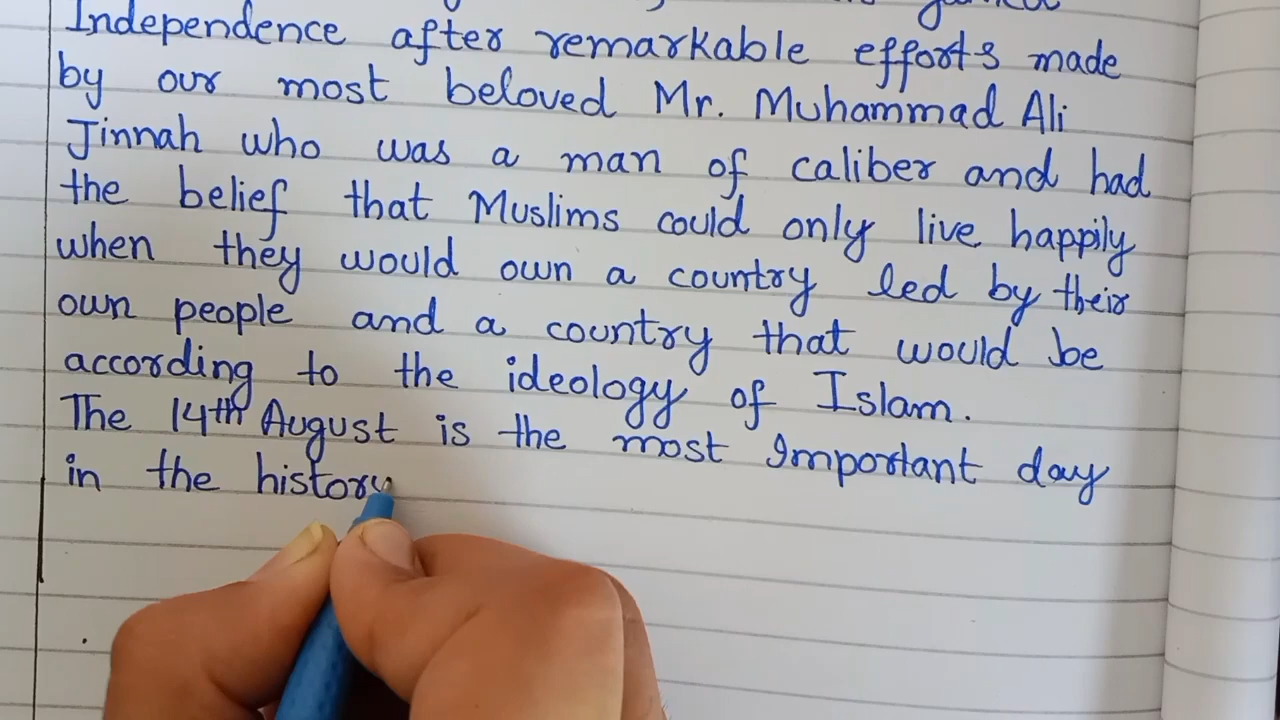 Independence after remarkable efforts made
by our most beloved Mr. Muhammad Ali
Jinnah who was a man of caliber and had
the belief that Muslims could only live happily
when they would own a country led by their
own people and a country that would be
according to the ideology of Islam.
The 14th August is the most Important day
in the history